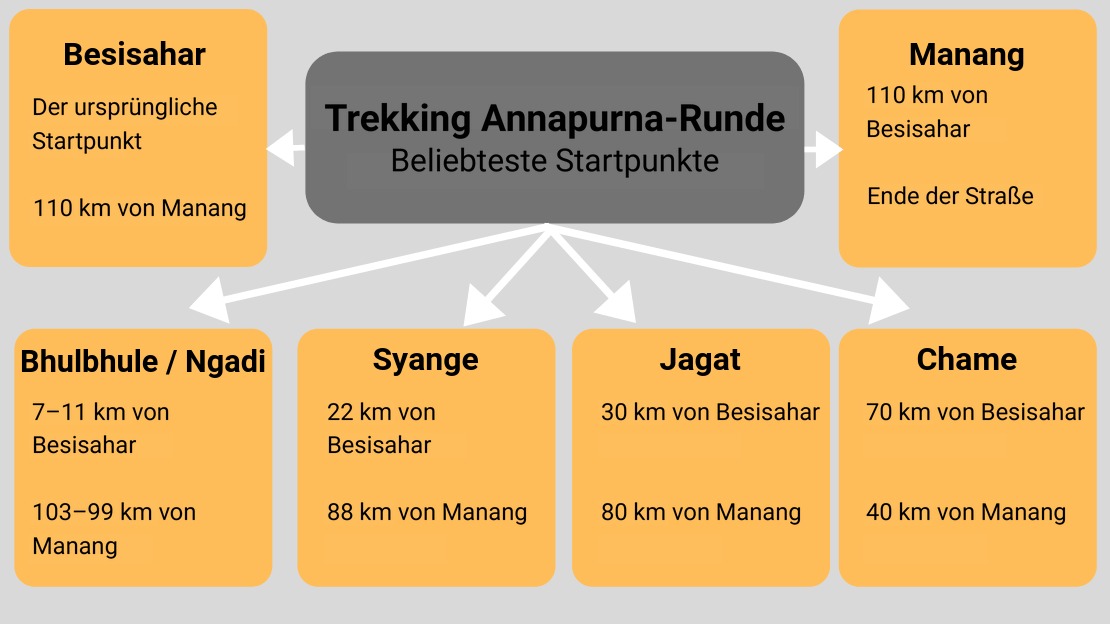 Trekking Annapurna-Runde
Beliebteste Startpunkte
Besisahar
Der ursprüngliche
Startpunkt
110 km von Manang
Manang
110 km von
Besisahar
Ende der Straße
Bhulbhule / Ngadi
7–11 km von
Besisahar
103–99 km von
Manang
Syange
22 km von
Besisahar
88 km von Manang
Jagat
30 km von Besisahar
80 km von Manang
Chame
70 km von Besisahar
40 km von Manang